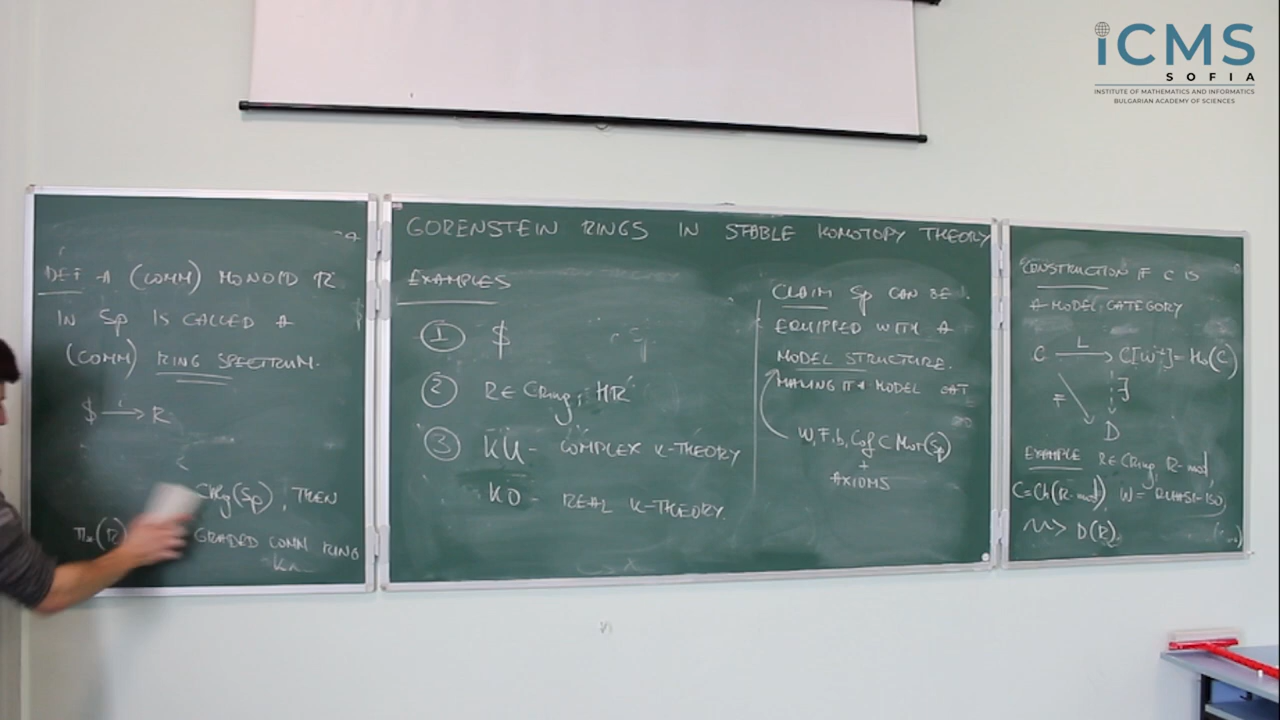 iCMS
SOFIA
INSTITUTE OF MATHEMATICS AND INFORMATICS
BULGARIAN ACADEMY OF SCIENCES
DEF A (COMM) MONOID R
IN Sp IS CALLED A
(COMM) RING SPECTRUM.
$ → R
CRg(Sp), THEN
π*(R) GRADED COMM RING
GORENSTEIN RINGS IN STABLE HOMOTOPY THEORY
EXAMPLES
① $
② R ∈ CRing, HR
③ KU - COMPLEX K-THEORY
KO - REAL K-THEORY.
CLAIM Sp CAN BE
EQUIPPED WITH A
MODEL STRUCTURE.
MAKING IT A MODEL CAT
W, Fib, Cof ⊂ Mor(Sp)
+
AXIOMS
CONSTRUCTION IF C IS
A MODEL CATEGORY
C —L→ C[W⁻¹] = Ho(C)
F ∃
D
EXAMPLE R ∈ CRing, R-mod,
C = Ch(R-mod), W = QUASI-ISO
⇝ D(R)